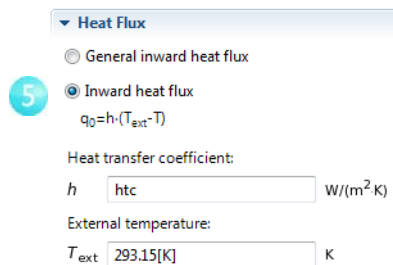 Heat Flux
General inward heat flux
5 Inward heat flux
q₀=h·(Text-T)
Heat transfer coefficient:
h htc W/(m²·K)
External temperature:
Text 293.15[K] K